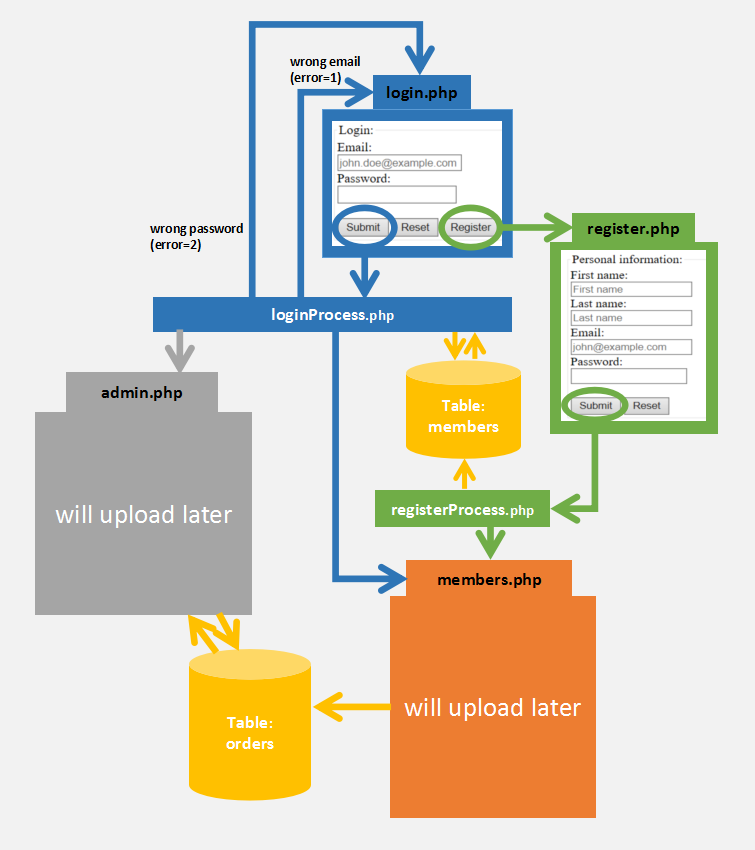 wrong email
(error=1)
login.php
Login:
Email:
john.doe@example.com
Password:
Submit Reset Register
wrong password
(error=2)
register.php
Personal information:
First name:
First name
Last name:
Last name
Email:
john@example.com
Password:
Submit Reset
loginProcess.php
admin.php
will upload later
Table:
members
registerProcess.php
members.php
will upload later
Table:
orders